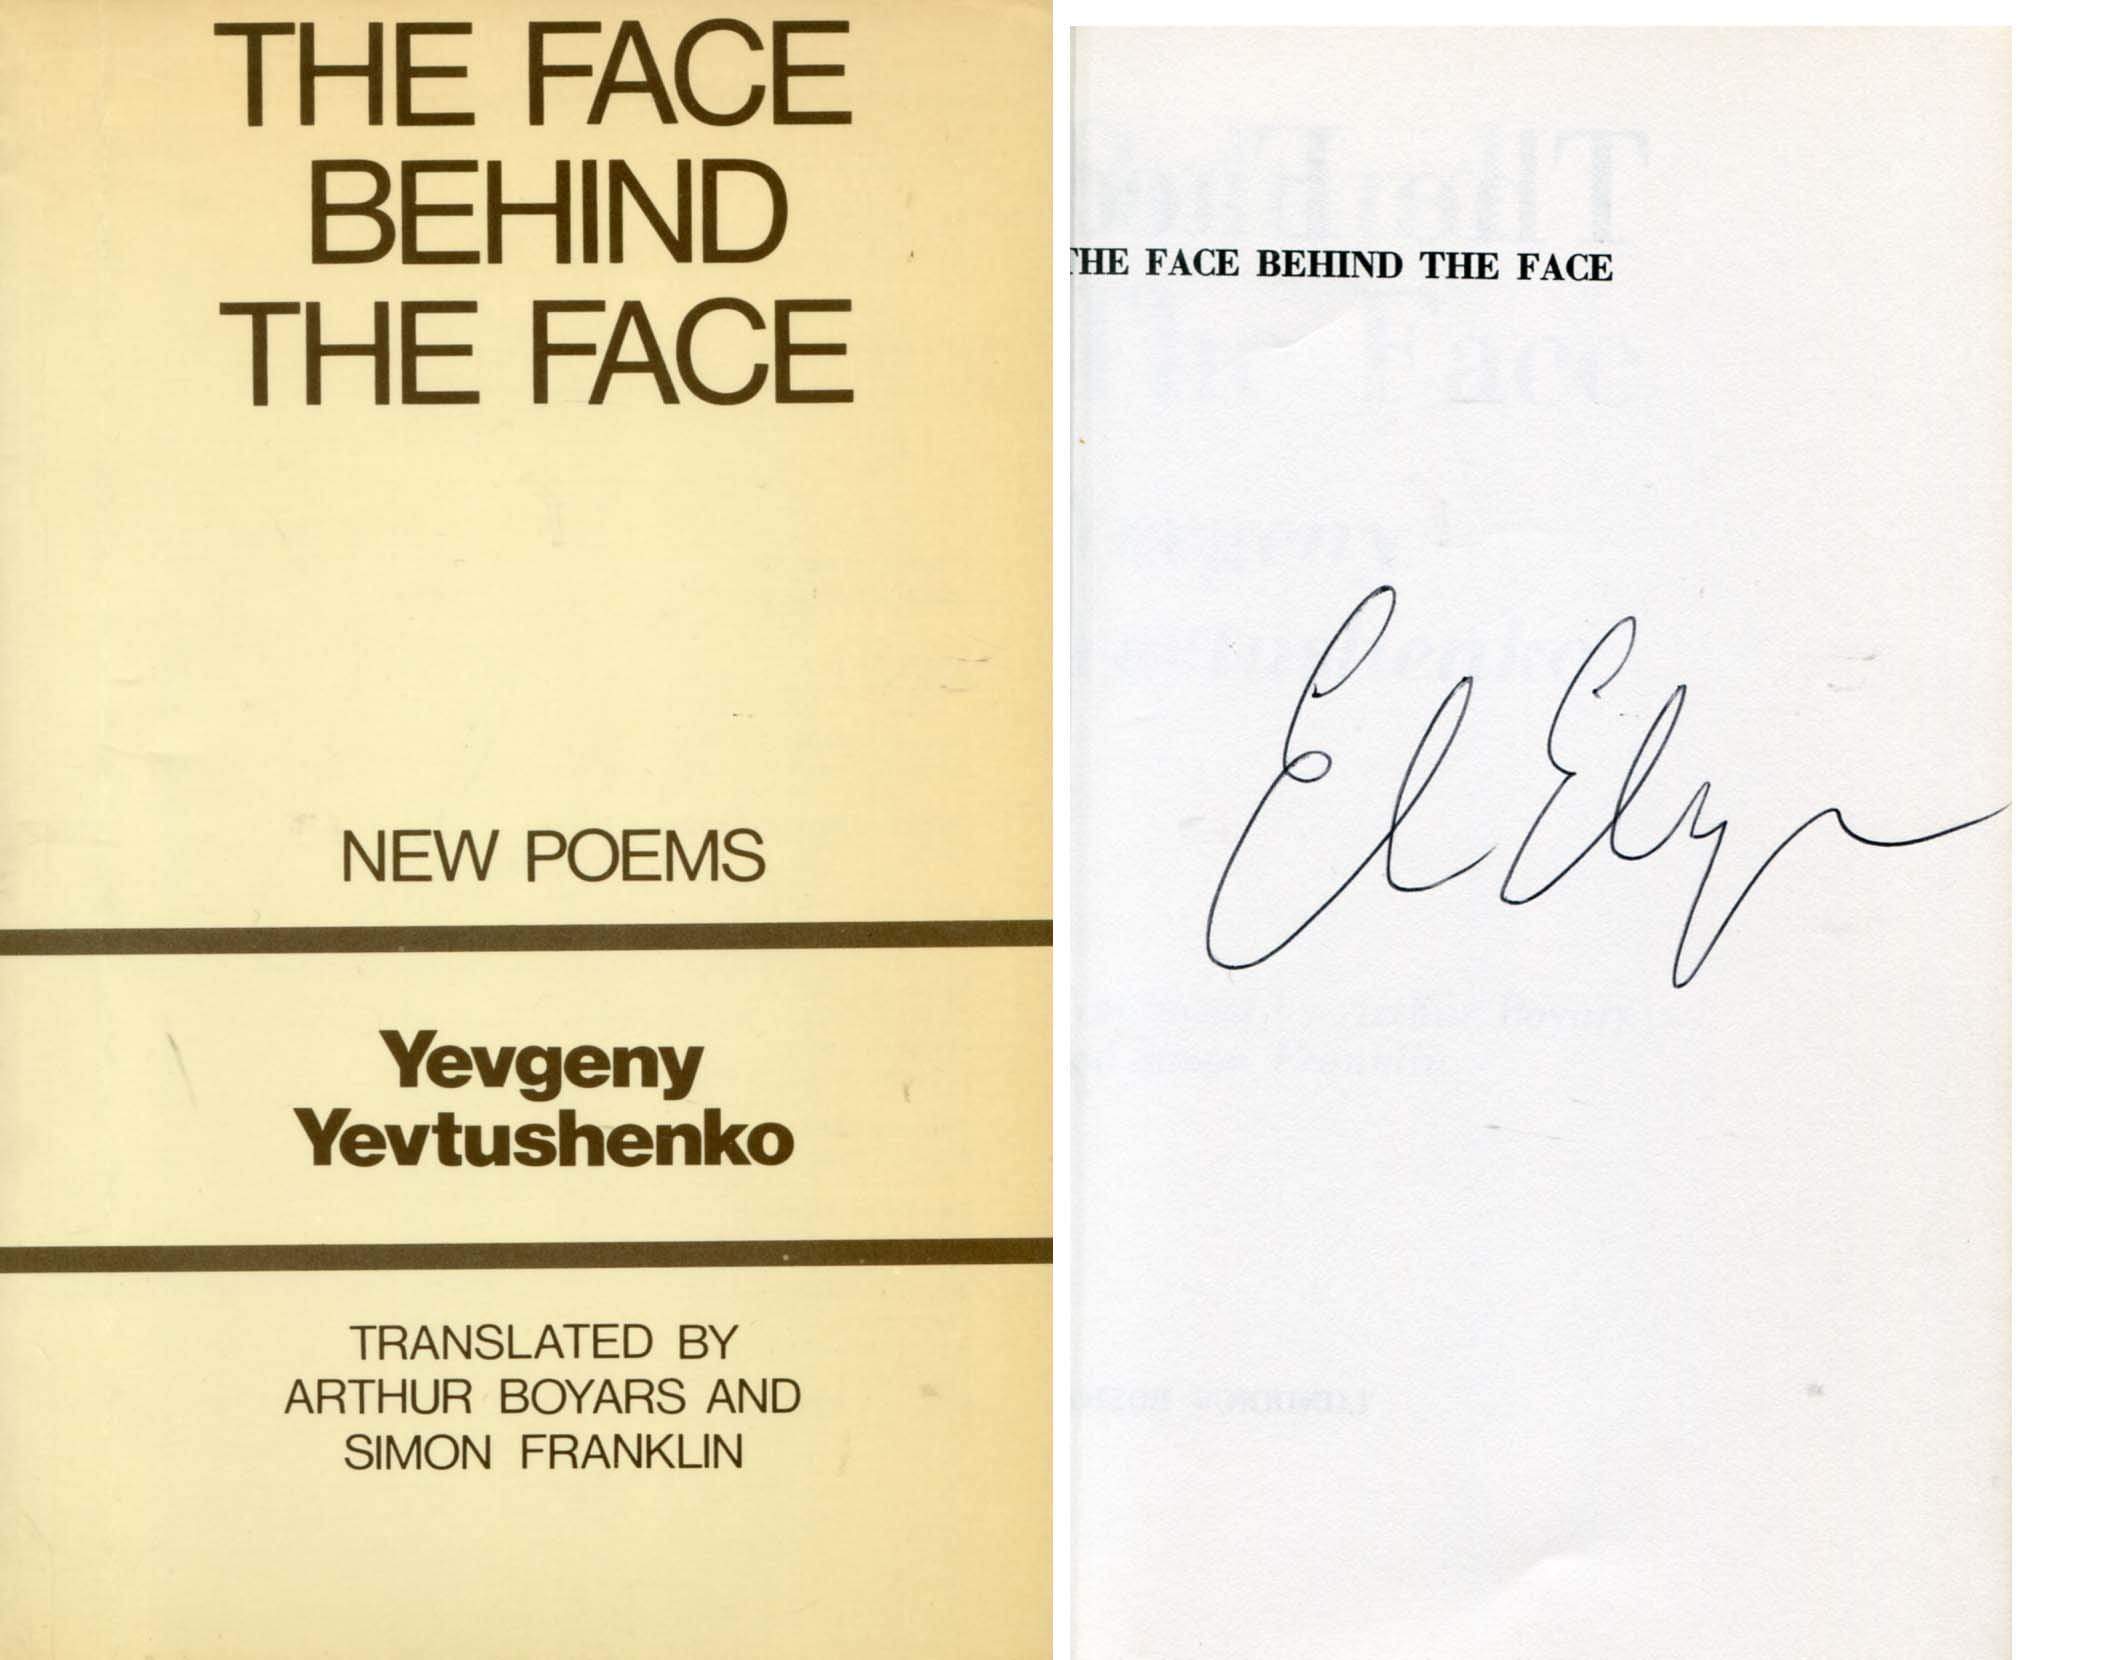 THE FACE
BEHIND
THE FACE
NEW POEMS
Yevgeny
Yevtushenko
TRANSLATED BY
ARTHUR BOYARS AND
SIMON FRANKLIN
THE FACE BEHIND THE FACE